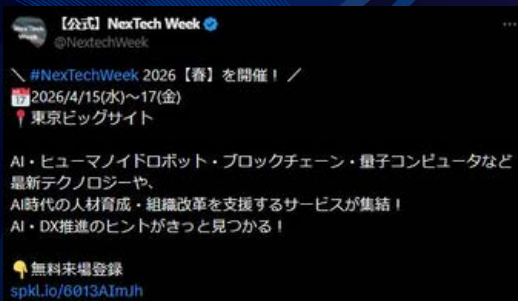 【公式】NexTech Week
@NextechWeek
＼ #NexTechWeek 2026【春】を開催！ ／
📅2026/4/15(水)～17(金)
📍東京ビッグサイト
AI・ヒューマノイドロボット・ブロックチェーン・量子コンピュータなど
最新テクノロジーや、
AI時代の人材育成・組織改革を支援するサービスが集結！
AI・DX推進のヒントがきっと見つかる！
👇無料来場登録
spkl.io/6013AImJh